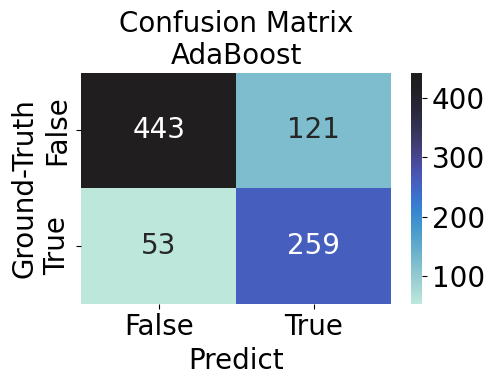 Confusion Matrix
AdaBoost
Ground-Truth
False
True
443
121
53
259
False
True
Predict
400
300
200
100